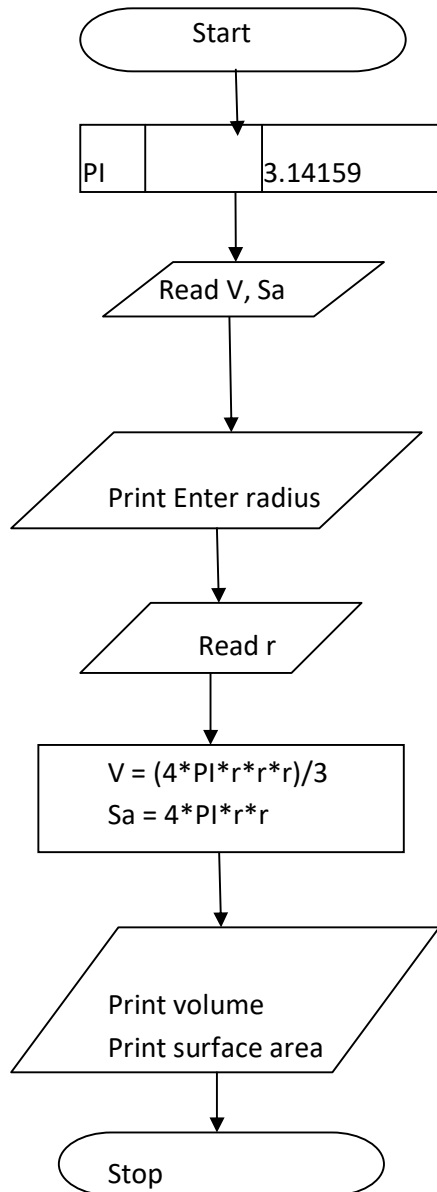 Start
PI 3.14159
Read V, Sa
Print Enter radius
Read r
V = (4*PI*r*r*r)/3
Sa = 4*PI*r*r
Print volume
Print surface area
Stop